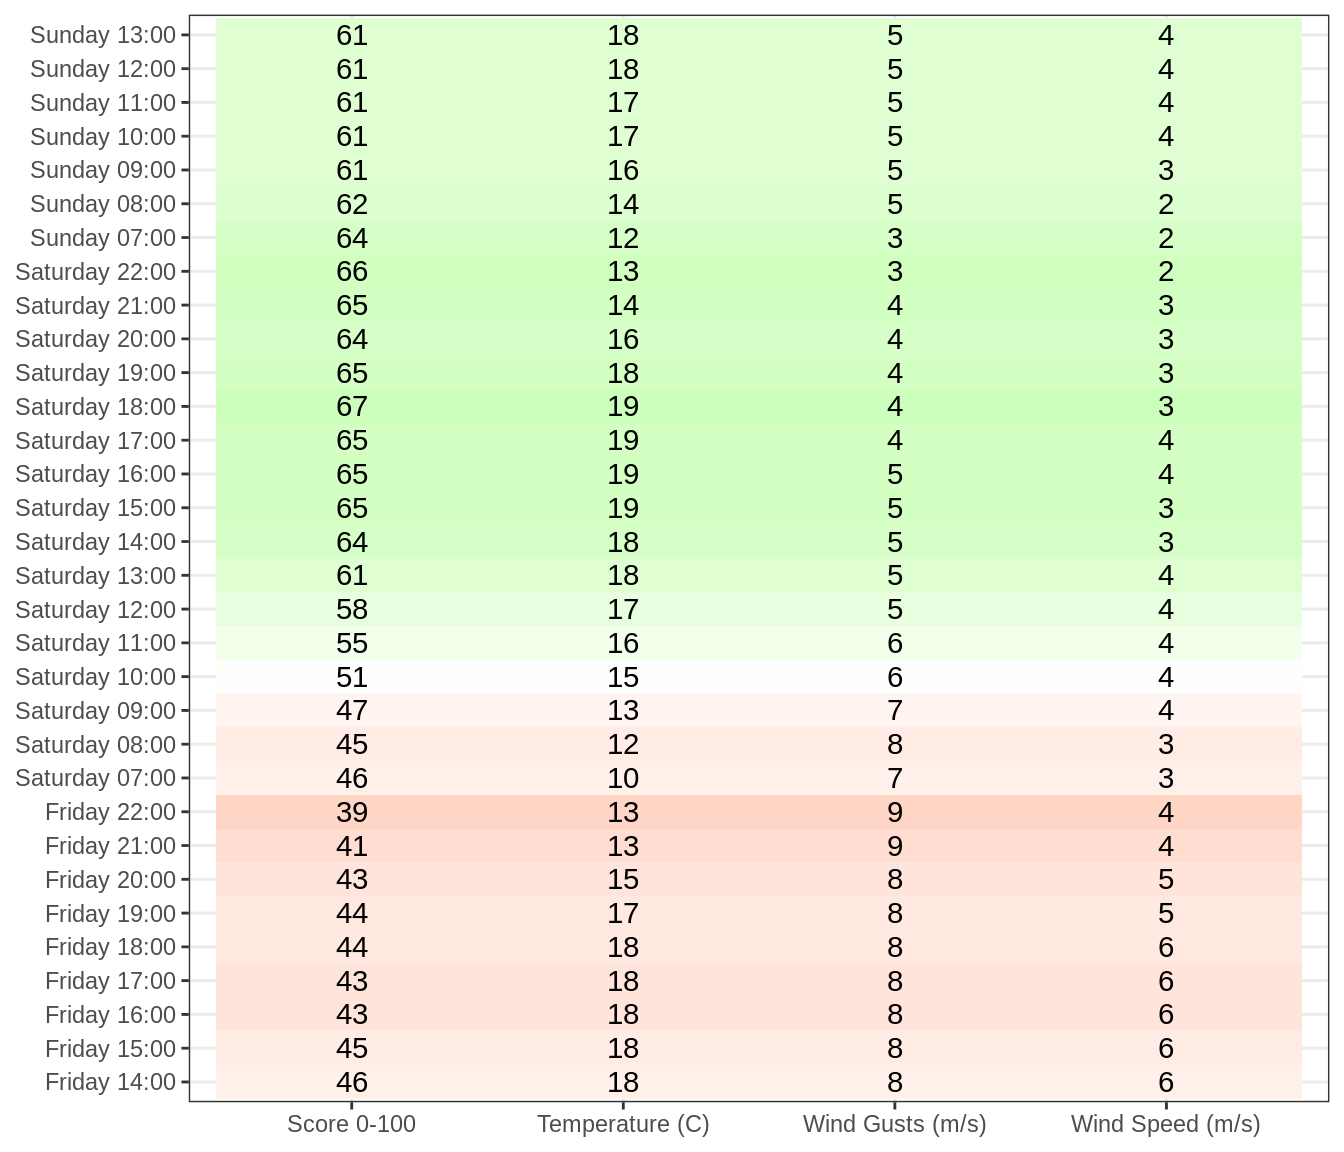 Sunday 13:00 61 18 5 4
Sunday 12:00 61 18 5 4
Sunday 11:00 61 17 5 4
Sunday 10:00 61 17 5 4
Sunday 09:00 61 16 5 3
Sunday 08:00 62 14 5 2
Sunday 07:00 64 12 3 2
Saturday 22:00 66 13 3 2
Saturday 21:00 65 14 4 3
Saturday 20:00 64 16 4 3
Saturday 19:00 65 18 4 3
Saturday 18:00 67 19 4 3
Saturday 17:00 65 19 4 4
Saturday 16:00 65 19 5 4
Saturday 15:00 65 19 5 3
Saturday 14:00 64 18 5 3
Saturday 13:00 61 18 5 4
Saturday 12:00 58 17 5 4
Saturday 11:00 55 16 6 4
Saturday 10:00 51 15 6 4
Saturday 09:00 47 13 7 4
Saturday 08:00 45 12 8 3
Saturday 07:00 46 10 7 3
Friday 22:00 39 13 9 4
Friday 21:00 41 13 9 4
Friday 20:00 43 15 8 5
Friday 19:00 44 17 8 5
Friday 18:00 44 18 8 6
Friday 17:00 43 18 8 6
Friday 16:00 43 18 8 6
Friday 15:00 45 18 8 6
Friday 14:00 46 18 8 6
Score 0-100 Temperature (C) Wind Gusts (m/s) Wind Speed (m/s)